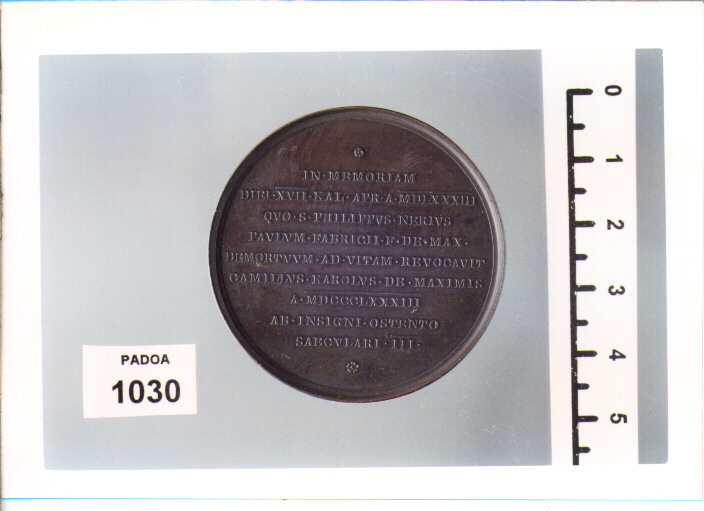 IN·MEMORIAM
DIEI·XVII·KAL·APR·A·MDLXXXIII
QVO·S·PHILIPPVS·NERIVS
PAVLVM·FABRICII·F·DE·MAX·
DEMORTVVM·AD·VITAM·REVOCAVIT
CAMILLVS·KAROLVS·DE·MAXIMIS
A·MDCCCLXXXIII
AB·INSIGNI·OSTENTO
SAECVLARI·III·
PADOA
1030
0
1
2
3
4
5